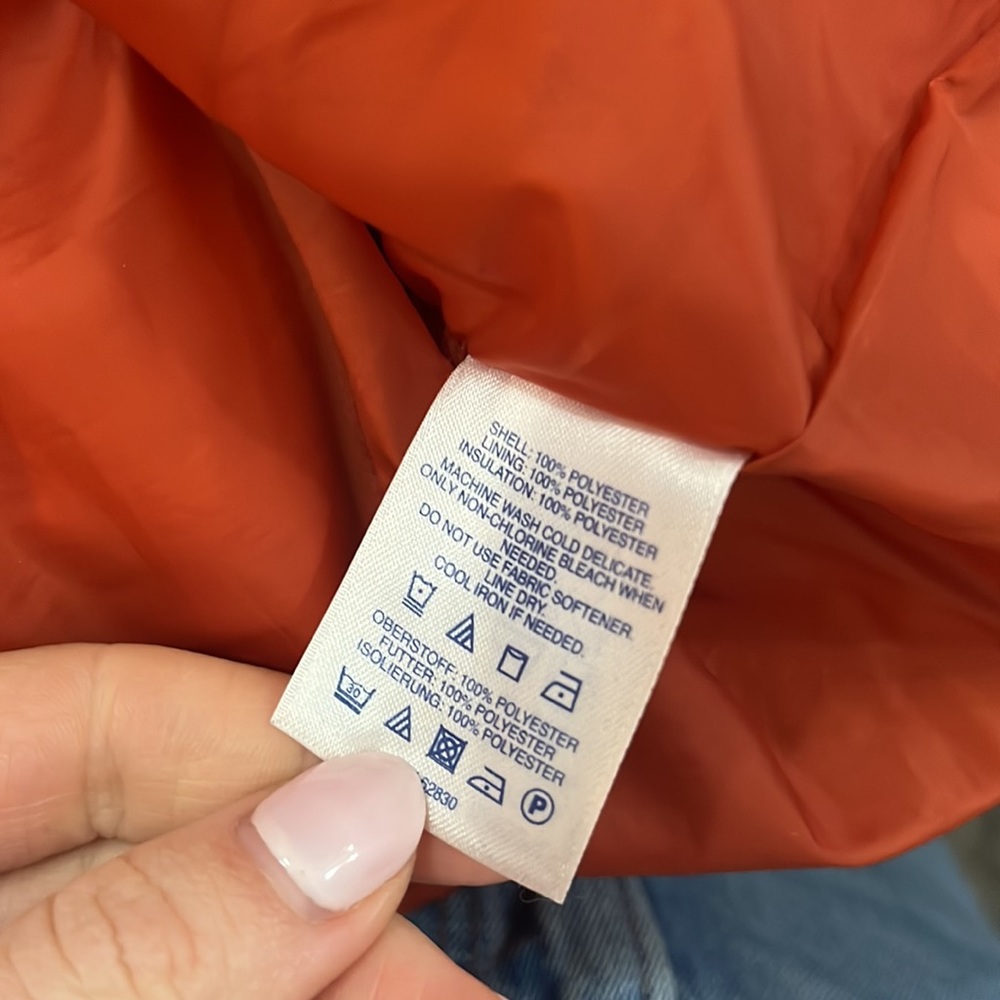 SHELL: 100% POLYESTER
LINING: 100% POLYESTER
INSULATION: 100% POLYESTER
MACHINE WASH COLD DELICATE.
ONLY NON-CHLORINE BLEACH WHEN
NEEDED.
DO NOT USE FABRIC SOFTENER.
LINE DRY.
COOL IRON IF NEEDED.
OBERSTOFF: 100% POLYESTER
FUTTER: 100% POLYESTER
ISOLIERUNG: 100% POLYESTER
30
P
62830